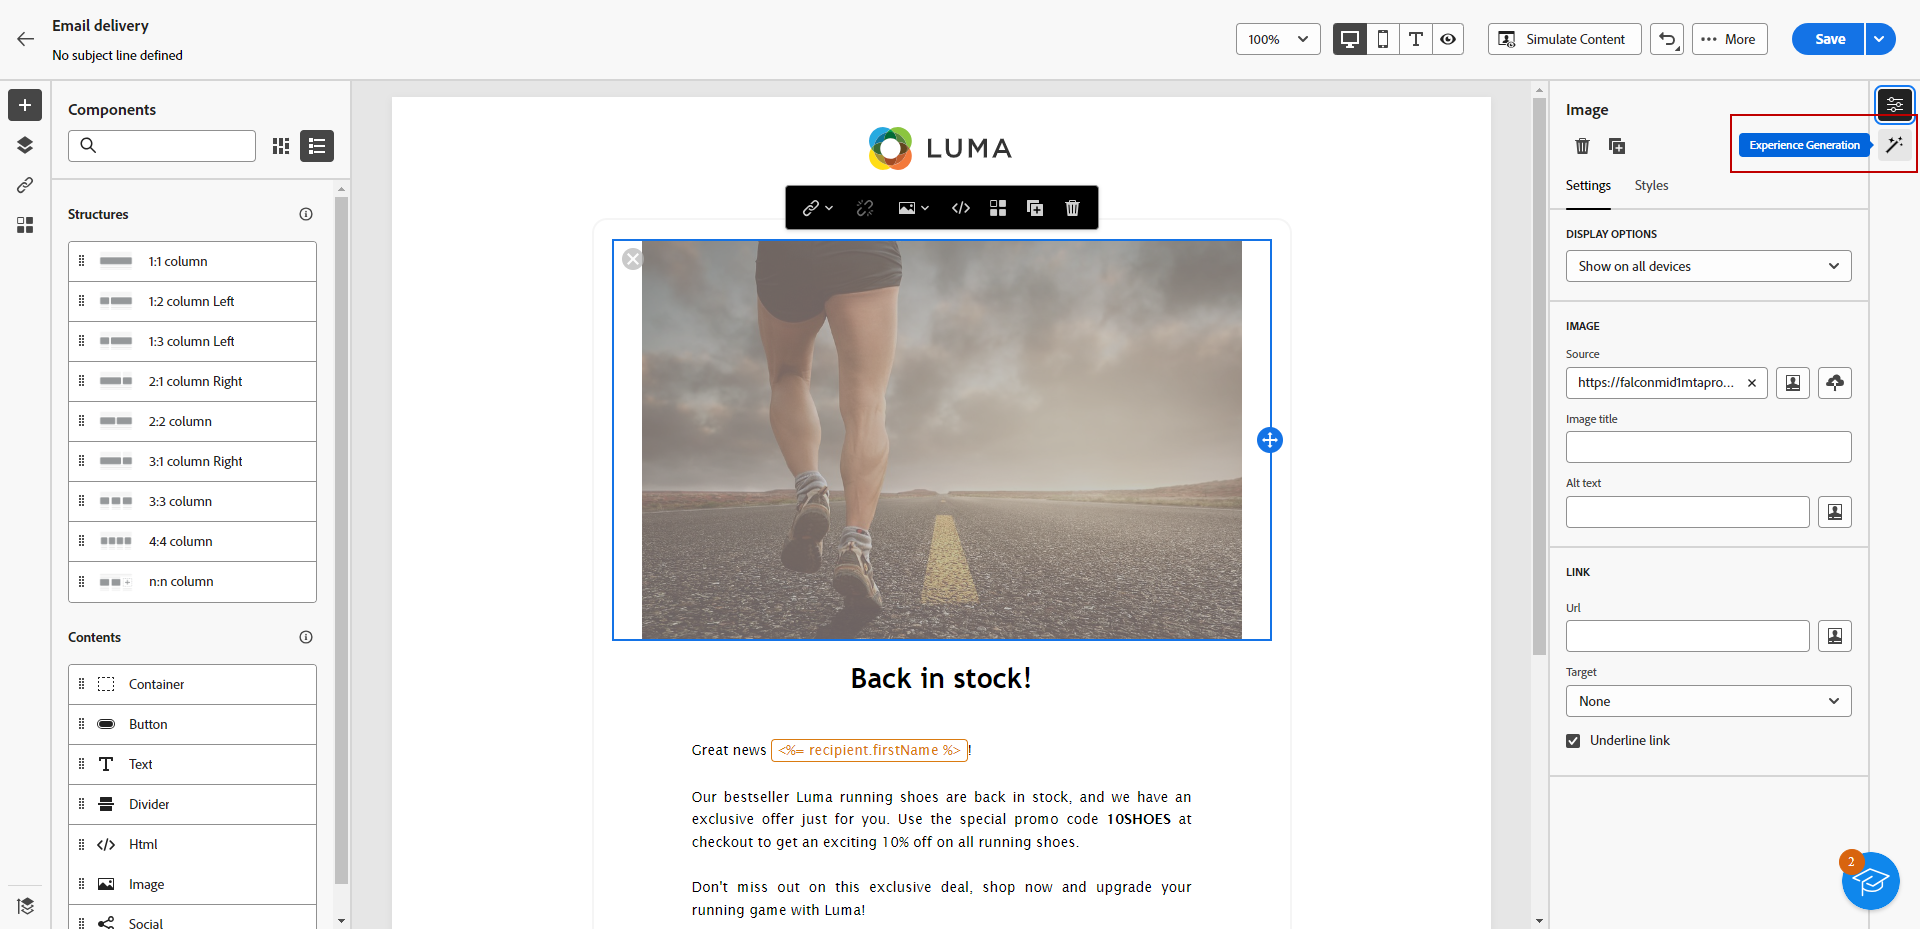 Email delivery
No subject line defined
100%
Simulate Content
More
Save
Components
Structures
1:1 column
1:2 column Left
1:3 column Left
2:1 column Right
2:2 column
3:1 column Right
3:3 column
4:4 column
n:n column
Contents
Container
Button
Text
Divider
Html
Image
Social
LUMA
Back in stock!
Great news <%= recipient.firstName %>!
Our bestseller Luma running shoes are back in stock, and we have an
exclusive offer just for you. Use the special promo code 10SHOES at
checkout to get an exciting 10% off on all running shoes.
Don't miss out on this exclusive deal, shop now and upgrade your
running game with Luma!
Image
Experience Generation
Settings
Styles
DISPLAY OPTIONS
Show on all devices
IMAGE
Source
https://falconmid1mtapro...
Image title
Alt text
LINK
Url
Target
None
Underline link
2